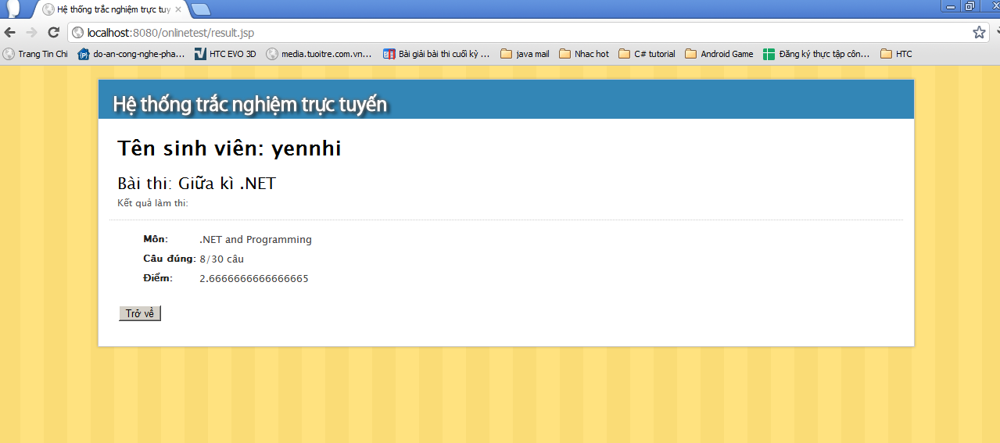 Hệ thống trắc nghiệm trực tuy
localhost:8080/onlinetest/result.jsp
Trang Tin Chi do-an-cong-nghe-pha... HTC EVO 3D media.tuoitre.com.vn... Bài giải bài thi cuối kỳ ... java mail Nhac hot C# tutorial Android Game Đăng ký thực tập côn... HTC
Hệ thống trắc nghiệm trực tuyến
Tên sinh viên: yennhi
Bài thi: Giữa kì .NET
Kết quả làm thi:
Môn: .NET and Programming
Câu đúng: 8/30 câu
Điểm: 2.6666666666666665
Trở về